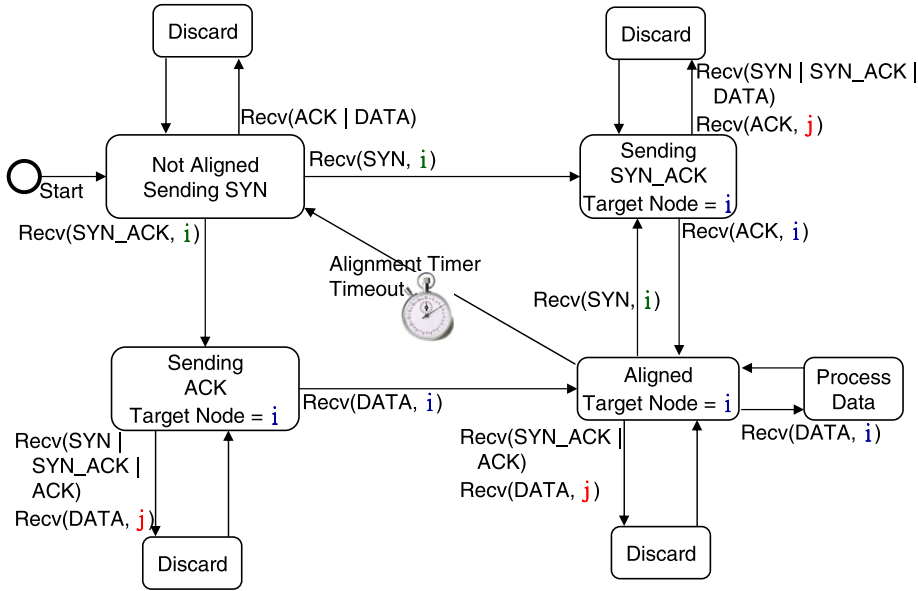 Discard
Discard
Recv(SYN | SYN_ACK |
DATA)
Recv(ACK | DATA)
Recv(ACK, j)
Not Aligned
Sending SYN
Recv(SYN, i)
Sending
SYN_ACK
Target Node = i
Start
Recv(SYN_ACK, i)
Recv(ACK, i)
Alignment Timer
Timeout
Recv(SYN, i)
Sending
ACK
Target Node = i
Recv(DATA, i)
Aligned
Target Node = i
Process
Data
Recv(DATA, i)
Recv(SYN |
SYN_ACK |
ACK)
Recv(DATA, j)
Recv(SYN_ACK |
ACK)
Recv(DATA, j)
Discard
Discard